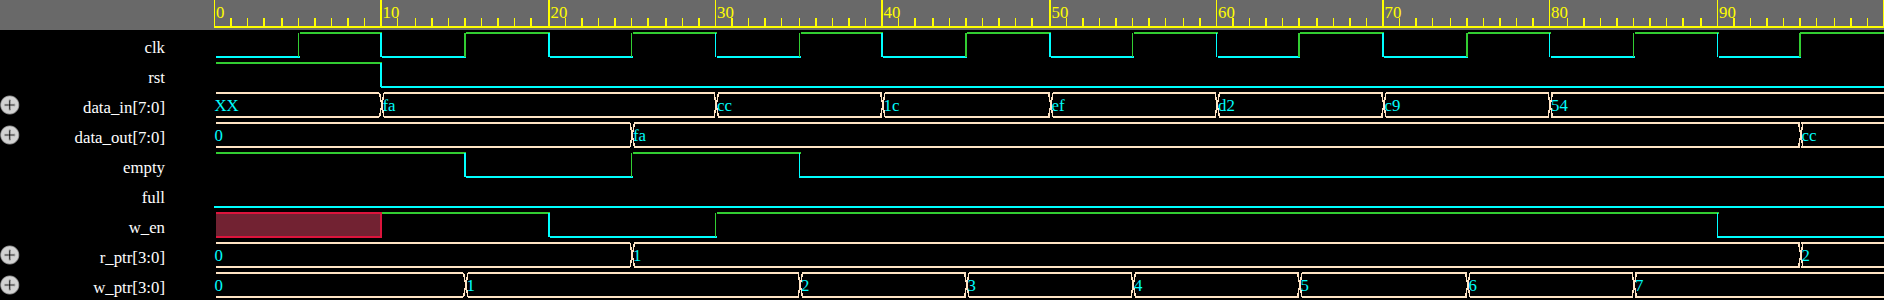 0 10 20 30 40 50 60 70 80 90
clk
rst
data_in[7:0] XX fa cc 1c ef d2 c9 54
data_out[7:0] 0 fa cc
empty
full
w_en
r_ptr[3:0] 0 1 2
w_ptr[3:0] 0 1 2 3 4 5 6 7